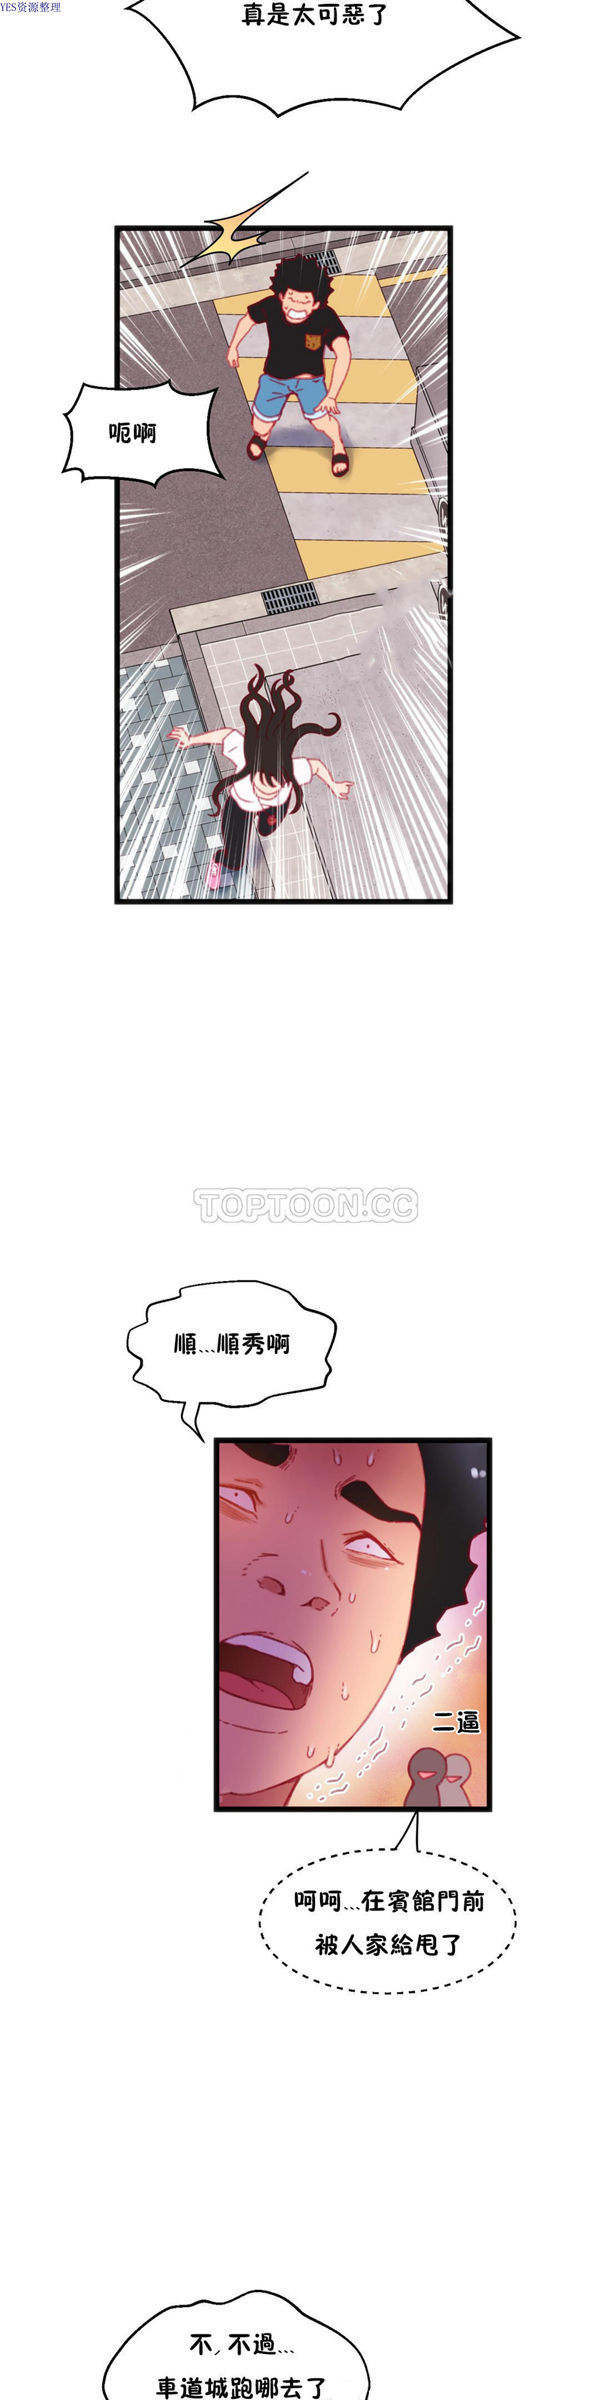 YES资源整理
真是太可惡了
呃啊
TOPTOON.CC
順...順秀啊
二逼
呵呵...在賓館門前
被人家給甩了
不, 不過...
車道城跑哪去了